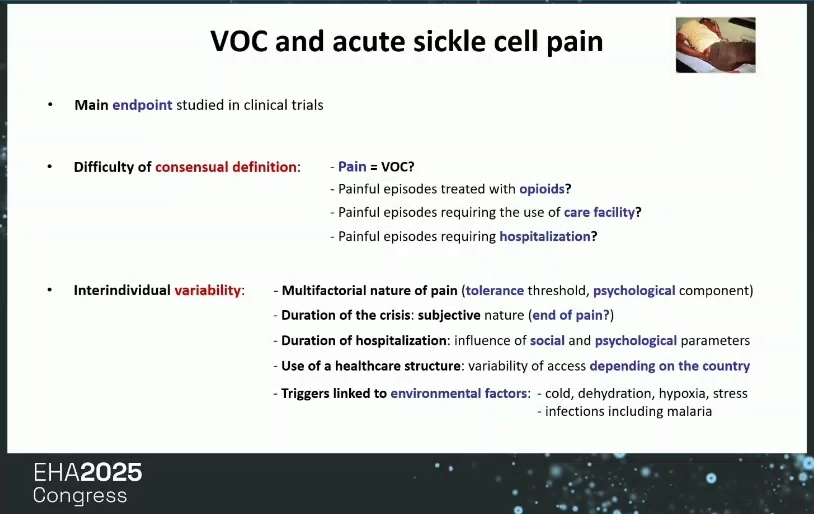 VOC and acute sickle cell pain
• Main endpoint studied in clinical trials
• Difficulty of consensual definition: - Pain = VOC?
- Painful episodes treated with opioids?
- Painful episodes requiring the use of care facility?
- Painful episodes requiring hospitalization?
• Interindividual variability: - Multifactorial nature of pain (tolerance threshold, psychological component)
- Duration of the crisis: subjective nature (end of pain?)
- Duration of hospitalization: influence of social and psychological parameters
- Use of a healthcare structure: variability of access depending on the country
- Triggers linked to environmental factors: - cold, dehydration, hypoxia, stress
- infections including malaria
EHA2025
Congress